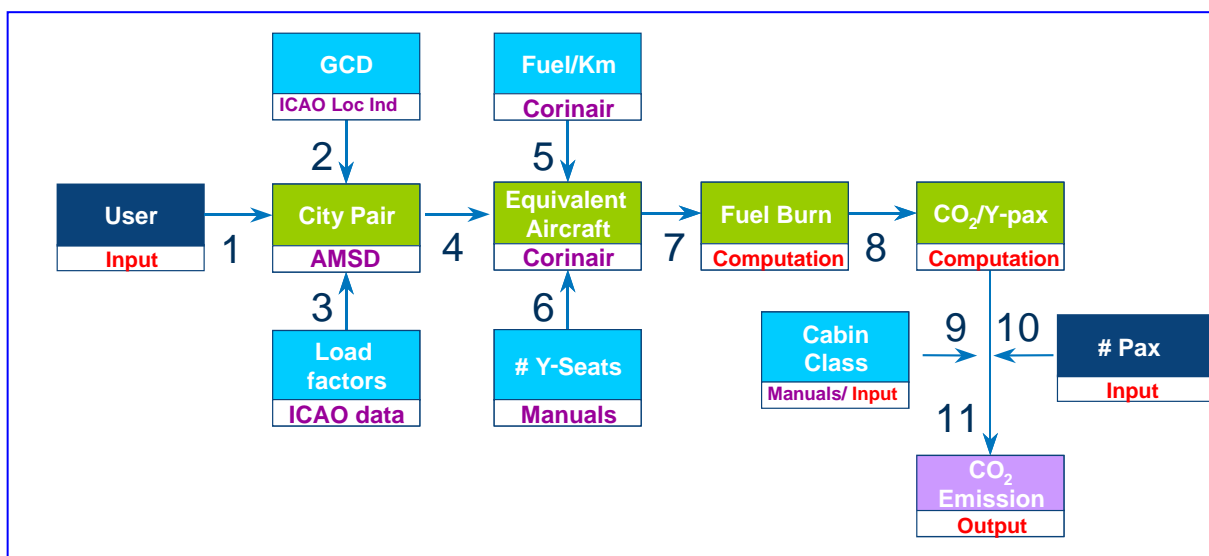 GCD
ICAO Loc Ind
Fuel/Km
Corinair
2
5
User
Input
1
City Pair
AMSD
4
Equivalent
Aircraft
Corinair
7
Fuel Burn
Computation
8
CO₂/Y-pax
Computation
3
6
Load
factors
ICAO data
# Y-Seats
Manuals
Cabin
Class
Manuals/ Input
9
10
# Pax
Input
11
CO₂
Emission
Output